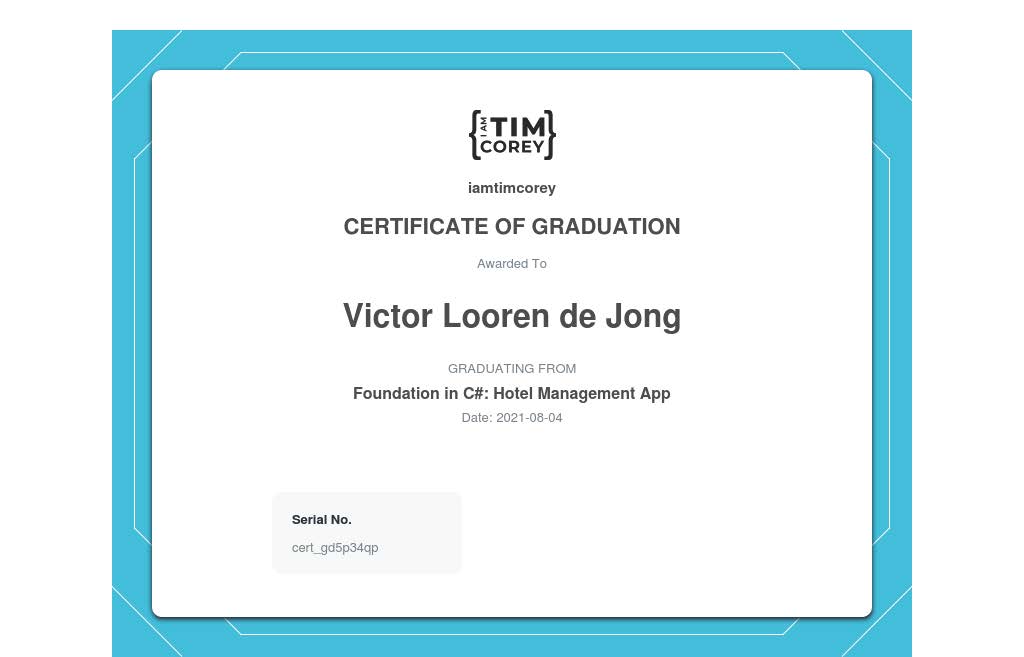 I AM TIM
COREY
iamtimcorey
CERTIFICATE OF GRADUATION
Awarded To
Victor Looren de Jong
GRADUATING FROM
Foundation in C#: Hotel Management App
Date: 2021-08-04
Serial No.
cert_gd5p34qp